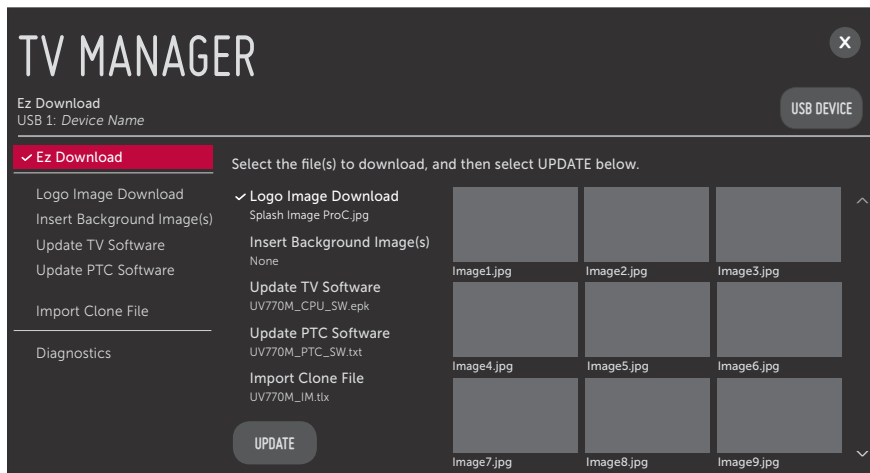 TV MANAGER
X
Ez Download
USB 1: Device Name
USB DEVICE
✓ Ez Download
Logo Image Download
Insert Background Image(s)
Update TV Software
Update PTC Software
Import Clone File
Diagnostics
Select the file(s) to download, and then select UPDATE below.
✓ Logo Image Download
Splash Image ProC.jpg
Insert Background Image(s)
None
Update TV Software
UV770M_CPU_SW.epk
Update PTC Software
UV770M_PTC_SW.txt
Import Clone File
UV770M_IM.tlx
UPDATE
Image1.jpg
Image2.jpg
Image3.jpg
Image4.jpg
Image5.jpg
Image6.jpg
Image7.jpg
Image8.jpg
Image9.jpg